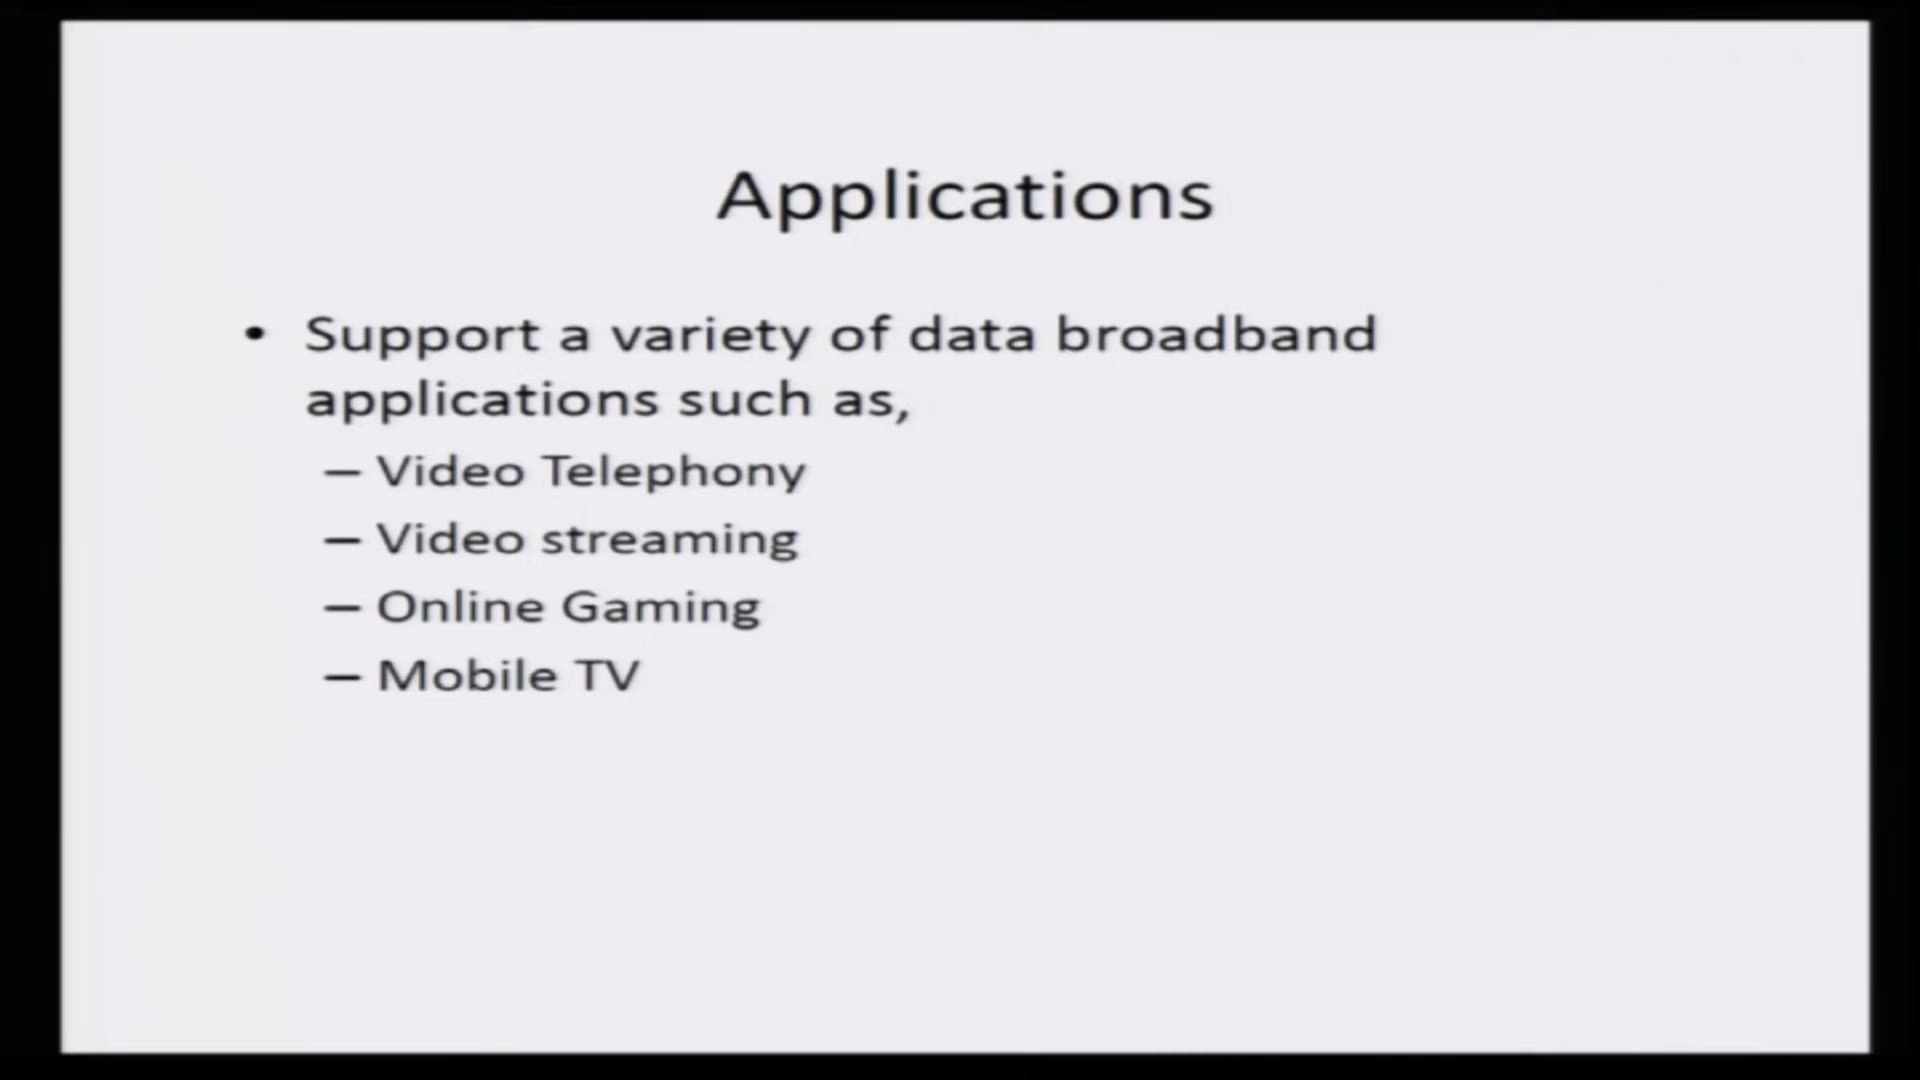 Applications
• Support a variety of data broadband
applications such as,
– Video Telephony
– Video streaming
– Online Gaming
– Mobile TV